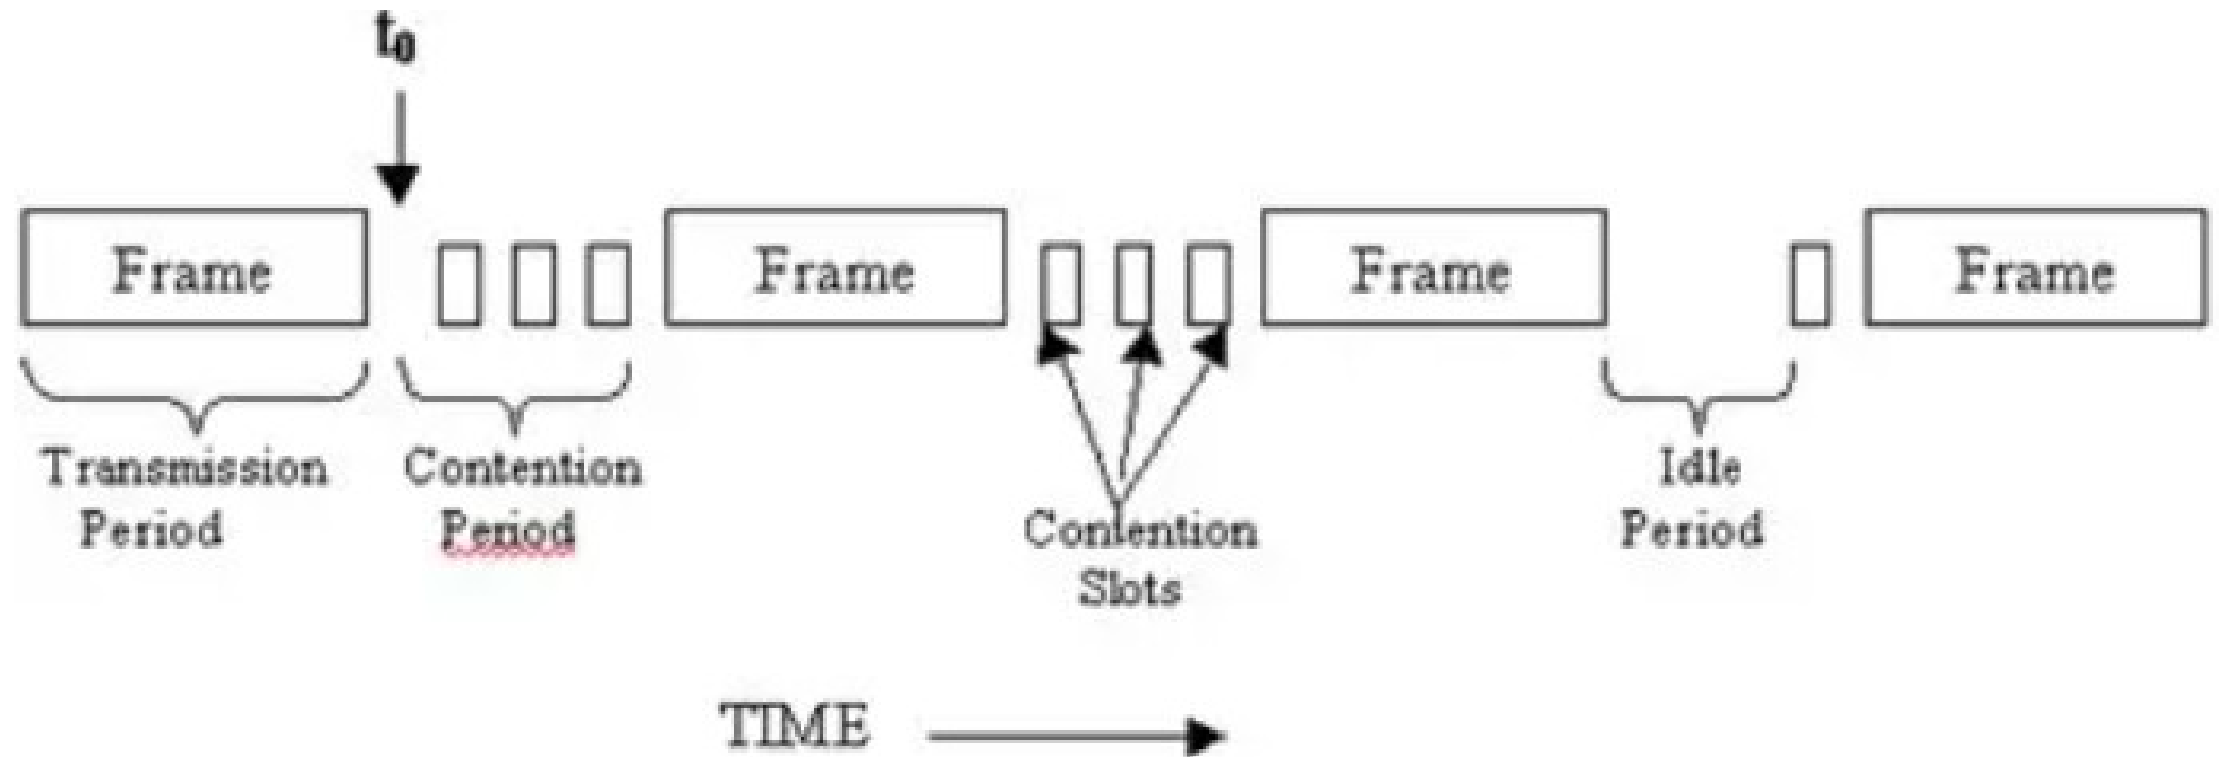 t0
Frame
Frame
Frame
Frame
Transmission
Period
Contention
Period
Contention
Slots
Idle
Period
TIME